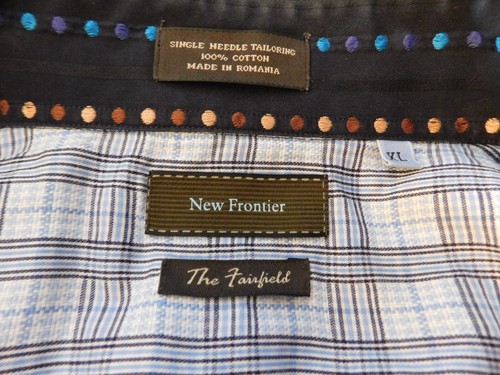 SINGLE NEEDLE TAILORING
100% COTTON
MADE IN ROMANIA
XL
New Frontier
The Fairfield